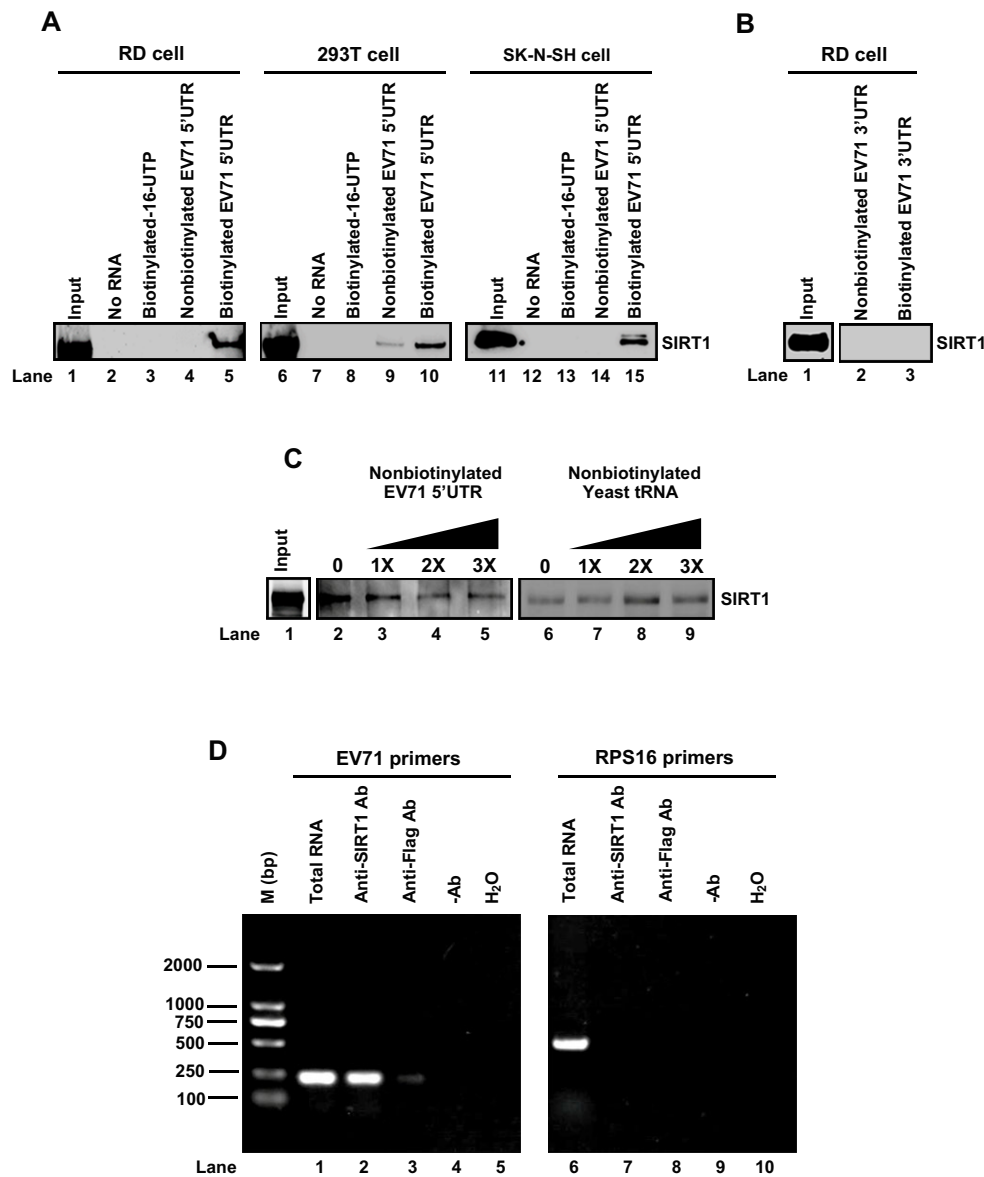 A
B
RD cell
293T cell
SK-N-SH cell
RD cell
Input
No RNA
Biotinylated-16-UTP
Nonbiotinylated EV71 5'UTR
Biotinylated EV71 5'UTR
Input
No RNA
Biotinylated-16-UTP
Nonbiotinylated EV71 5'UTR
Biotinylated EV71 5'UTR
Input
No RNA
Biotinylated-16-UTP
Nonbiotinylated EV71 5'UTR
Biotinylated EV71 5'UTR
Input
Nonbiotinylated EV71 3'UTR
Biotinylated EV71 3'UTR
SIRT1
SIRT1
Lane 1 2 3 4 5 6 7 8 9 10 11 12 13 14 15
Lane 1 2 3
C
Nonbiotinylated
EV71 5'UTR
Nonbiotinylated
Yeast tRNA
Input
0 1X 2X 3X
0 1X 2X 3X
SIRT1
Lane 1 2 3 4 5 6 7 8 9
D
EV71 primers
RPS16 primers
M (bp)
Total RNA
Anti-SIRT1 Ab
Anti-Flag Ab
-Ab
H2O
Total RNA
Anti-SIRT1 Ab
Anti-Flag Ab
-Ab
H2O
2000
1000
750
500
250
100
Lane 1 2 3 4 5 6 7 8 9 10